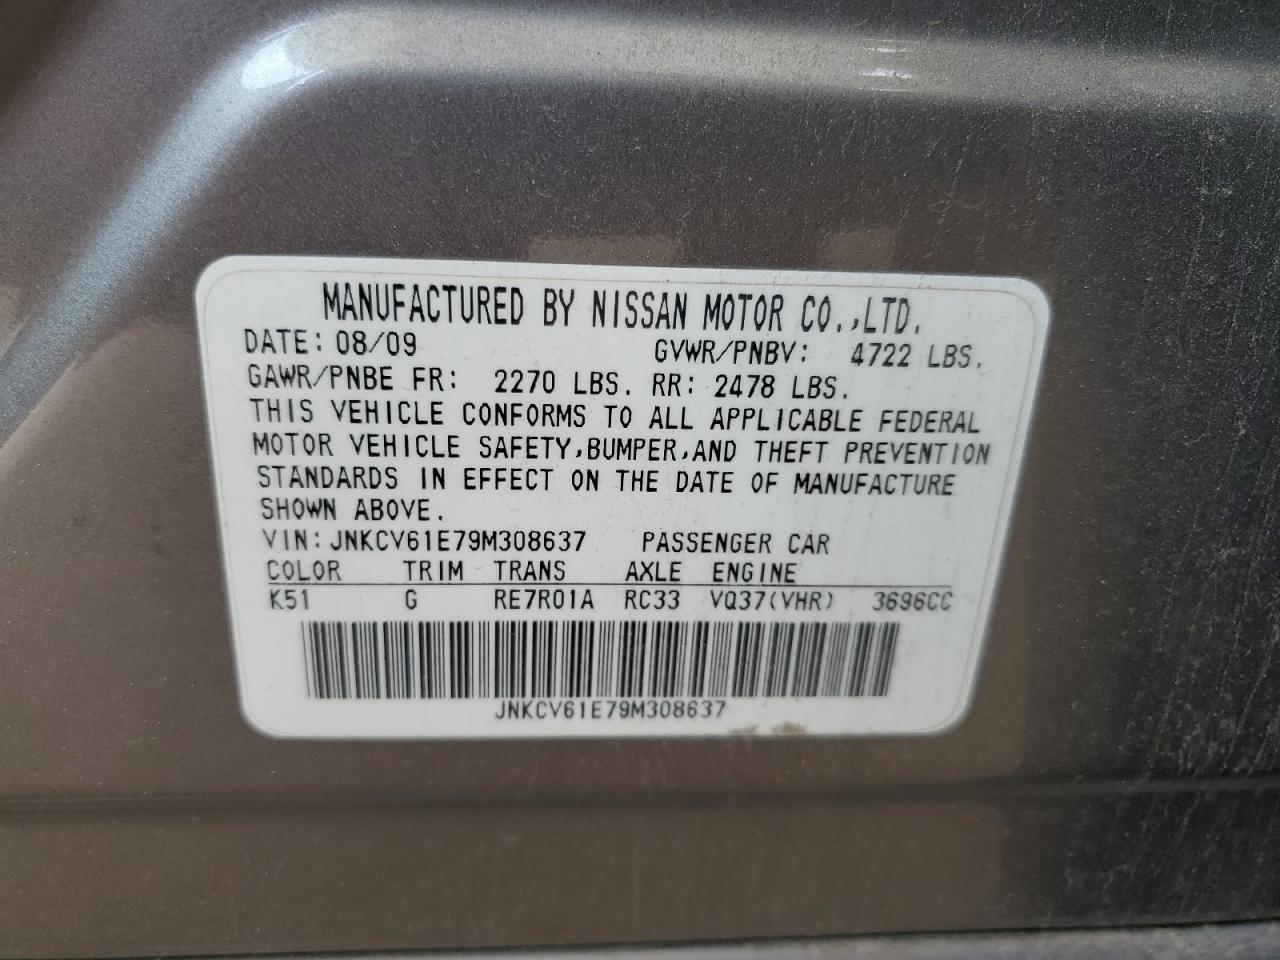 MANUFACTURED BY NISSAN MOTOR CO.,LTD.
DATE: 08/09 GVWR/PNBV: 4722 LBS.
GAWR/PNBE FR: 2270 LBS. RR: 2478 LBS.
THIS VEHICLE CONFORMS TO ALL APPLICABLE FEDERAL
MOTOR VEHICLE SAFETY,BUMPER,AND THEFT PREVENTION
STANDARDS IN EFFECT ON THE DATE OF MANUFACTURE
SHOWN ABOVE.
VIN: JNKCV61E79M308637 PASSENGER CAR
COLOR TRIM TRANS AXLE ENGINE
K51 G RE7R01A RC33 VQ37(VHR) 3696CC
JNKCV61E79M308637